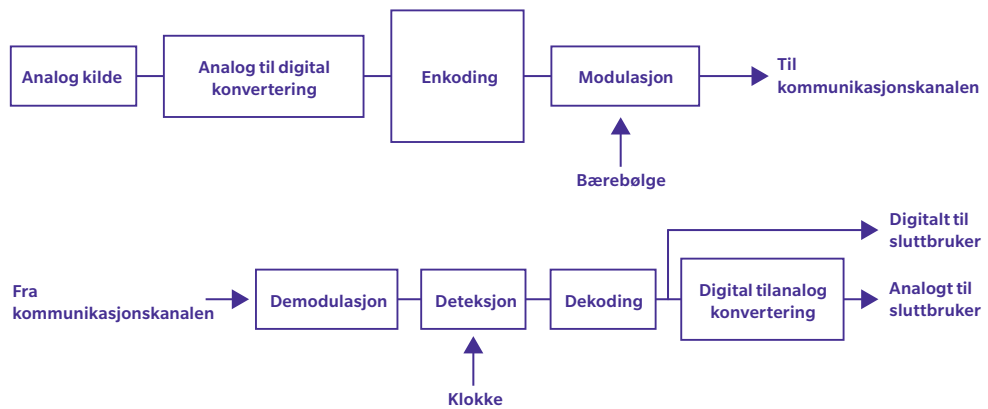 Analog kilde
Analog til digital
konvertering
Enkoding
Modulasjon
Til
kommunikasjonskanalen
Bærebølge
Fra
kommunikasjonskanalen
Demodulasjon
Deteksjon
Dekoding
Digital tilanalog
konvertering
Digitalt til
sluttbruker
Analogt til
sluttbruker
Klokke